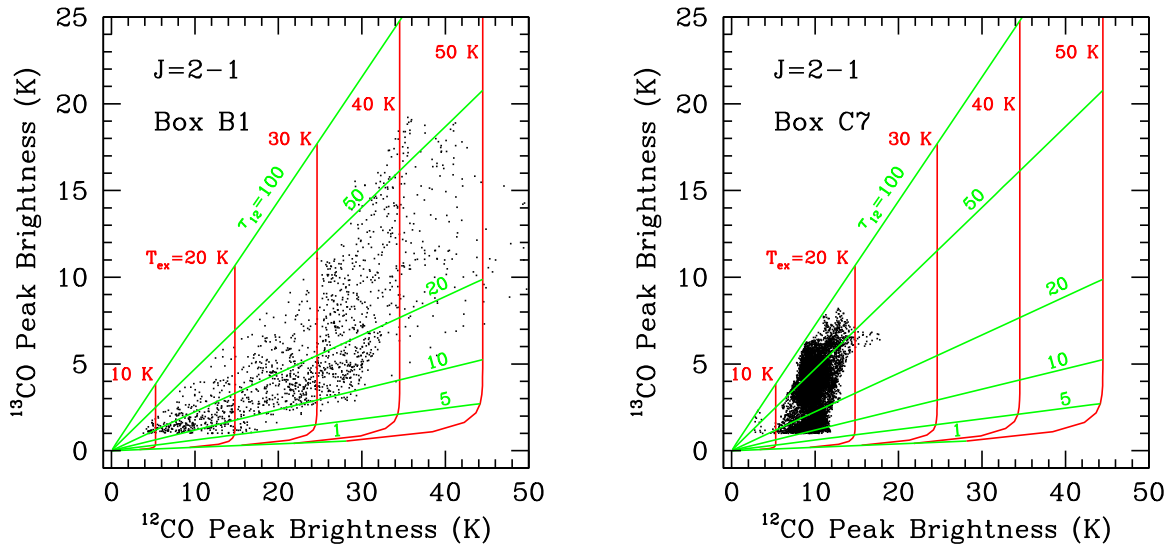 J=2−1
Box B1
T_ex=20 K
10 K
30 K
40 K
50 K
τ₁₂=100
50
20
10
5
1
25
20
15
10
5
0
0 10 20 30 40 50
¹³CO Peak Brightness (K)
¹²CO Peak Brightness (K)
J=2−1
Box C7
T_ex=20 K
10 K
30 K
40 K
50 K
τ₁₂=100
50
20
10
5
1
25
20
15
10
5
0
0 10 20 30 40 50
¹³CO Peak Brightness (K)
¹²CO Peak Brightness (K)